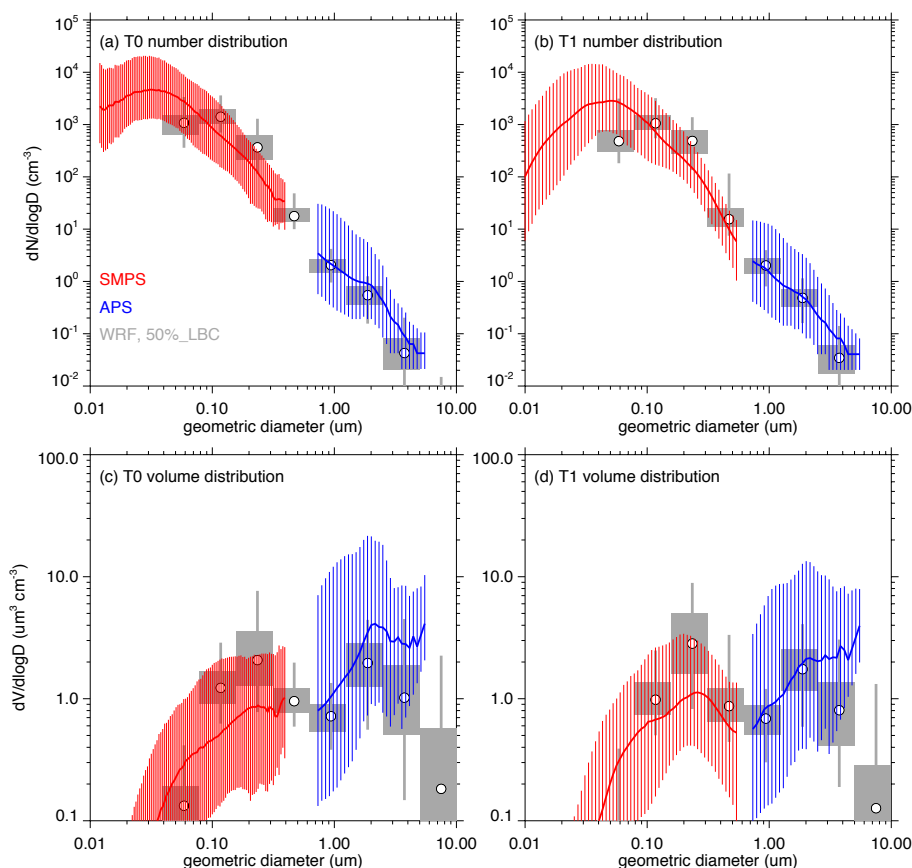 (a) T0 number distribution
(b) T1 number distribution
10^5
10^4
10^3
10^2
10^1
10^0
10^-1
10^-2
dN/dlogD (cm^-3)
SMPS
APS
WRF, 50%_LBC
0.01 0.10 1.00 10.00
geometric diameter (um)
10^5
10^4
10^3
10^2
10^1
10^0
10^-1
10^-2
0.01 0.10 1.00 10.00
geometric diameter (um)
(c) T0 volume distribution
(d) T1 volume distribution
100.0
10.0
1.0
0.1
dV/dlogD (um^3 cm^-3)
0.01 0.10 1.00 10.00
geometric diameter (um)
100.0
10.0
1.0
0.1
0.01 0.10 1.00 10.00
geometric diameter (um)